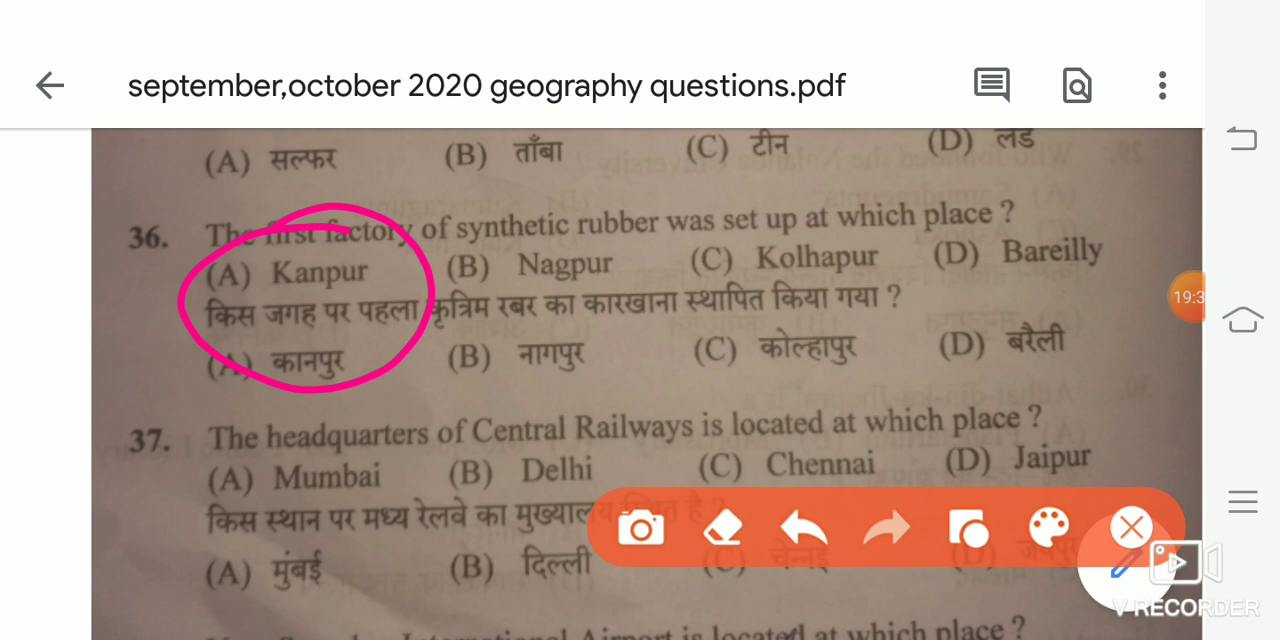 september,october 2020 geography questions.pdf
(A) सल्फर (B) ताँबा (C) टीन (D) लेड
36. The first factory of synthetic rubber was set up at which place ?
(A) Kanpur (B) Nagpur (C) Kolhapur (D) Bareilly
किस जगह पर पहला कृत्रिम रबर का कारखाना स्थापित किया गया ?
(A) कानपुर (B) नागपुर (C) कोल्हापुर (D) बरैली
19:3
37. The headquarters of Central Railways is located at which place ?
(A) Mumbai (B) Delhi (C) Chennai (D) Jaipur
किस स्थान पर मध्य रेलवे का मुख्यालय स्थित है ?
(A) मुंबई (B) दिल्ली (C) चेन्नई (D) जयपुर
V RECORDER
International Airport is located at which place ?